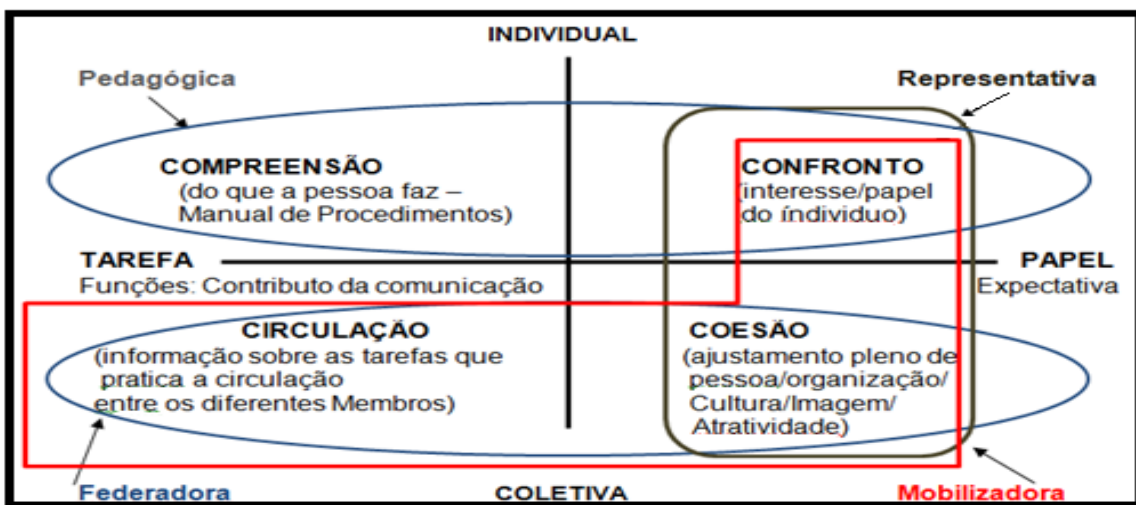 INDIVIDUAL
Pedagógica
Representativa
COMPREENSÃO
(do que a pessoa faz –
Manual de Procedimentos)
CONFRONTO
(interesse/papel
do índividuo)
TAREFA
Funções: Contributo da comunicação
PAPEL
Expectativa
CIRCULAÇÃO
(informação sobre as tarefas que
pratica a circulação
entre os diferentes Membros)
COESÃO
(ajustamento pleno de
pessoa/organização/
Cultura/Imagem/
Atratividade)
Federadora
COLETIVA
Mobilizadora